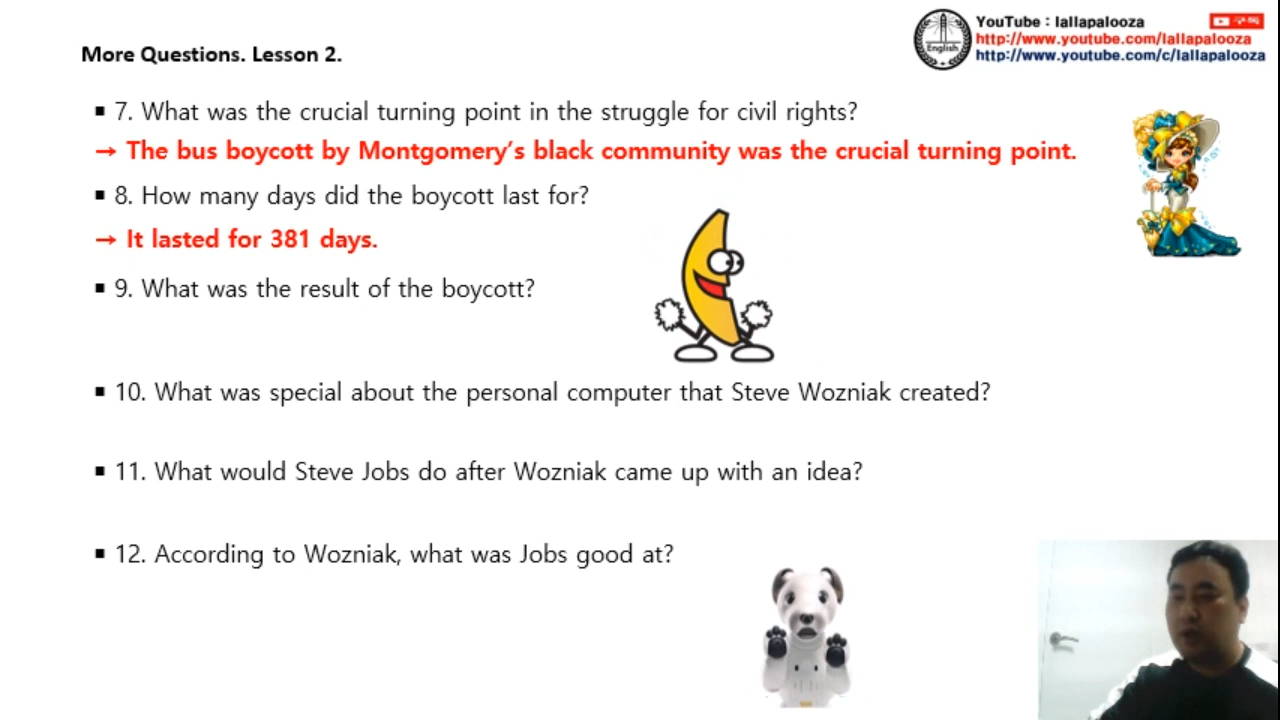 YouTube : lallapalooza
http://www.youtube.com/lallapalooza
http://www.youtube.com/c/lallapalooza
English
More Questions. Lesson 2.
▪ 7. What was the crucial turning point in the struggle for civil rights?
→ The bus boycott by Montgomery’s black community was the crucial turning point.
▪ 8. How many days did the boycott last for?
→ It lasted for 381 days.
▪ 9. What was the result of the boycott?
▪ 10. What was special about the personal computer that Steve Wozniak created?
▪ 11. What would Steve Jobs do after Wozniak came up with an idea?
▪ 12. According to Wozniak, what was Jobs good at?